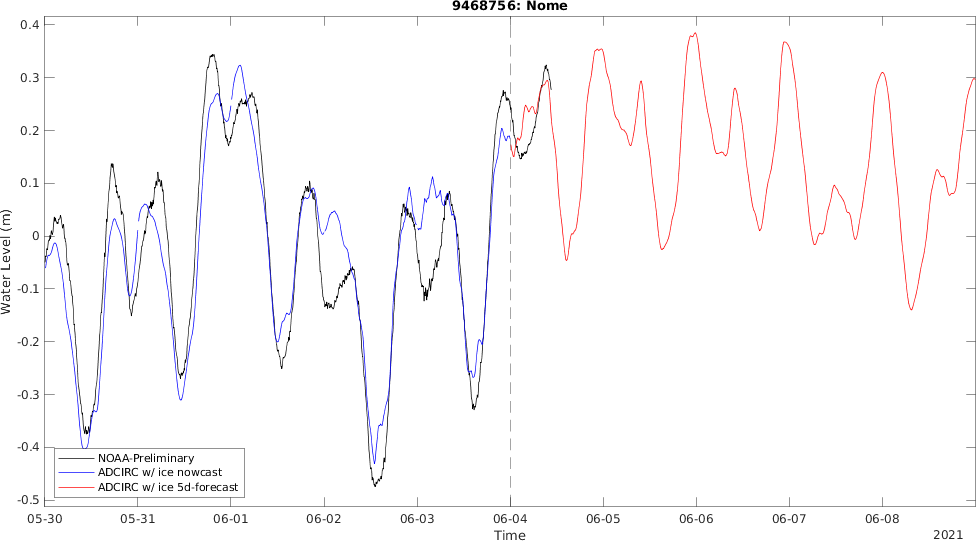 9468756: Nome
0.4
0.3
0.2
0.1
0
-0.1
-0.2
-0.3
-0.4
-0.5
Water Level (m)
NOAA-Preliminary
ADCIRC w/ ice nowcast
ADCIRC w/ ice 5d-forecast
05-30 05-31 06-01 06-02 06-03 06-04 06-05 06-06 06-07 06-08
Time
2021